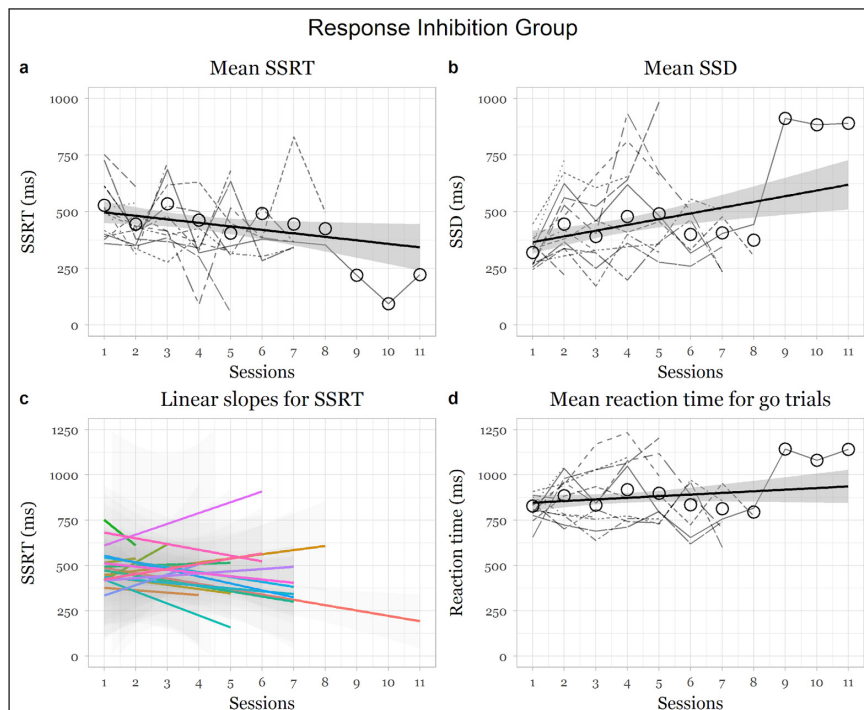 Response Inhibition Group
a
Mean SSRT
1000
750
500
250
0
SSRT (ms)
1 2 3 4 5 6 7 8 9 10 11
Sessions
b
Mean SSD
1000
750
500
250
0
SSD (ms)
1 2 3 4 5 6 7 8 9 10 11
Sessions
c
Linear slopes for SSRT
1250
1000
750
500
250
0
SSRT (ms)
1 2 3 4 5 6 7 8 9 10 11
Sessions
d
Mean reaction time for go trials
1250
1000
750
500
250
0
Reaction time (ms)
1 2 3 4 5 6 7 8 9 10 11
Sessions